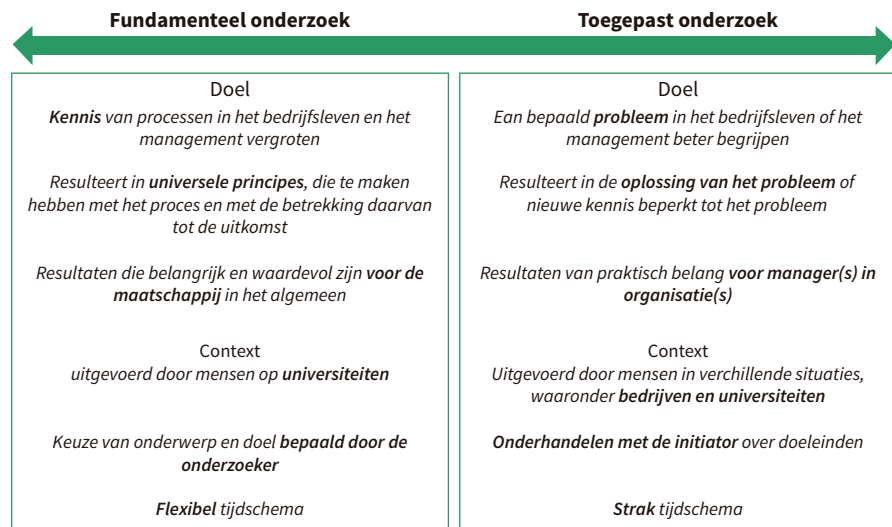 Fundamenteel onderzoek
Toegepast onderzoek
Doel
Kennis van processen in het bedrijfsleven en het
management vergroten
Resulteert in universele principes, die te maken
hebben met het proces en met de betrekking daarvan
tot de uitkomst
Resultaten die belangrijk en waardevol zijn voor de
maatschappij in het algemeen
Context
uitgevoerd door mensen op universiteiten
Keuze van onderwerp en doel bepaald door de
onderzoeker
Flexibel tijdschema
Doel
Ean bepaald probleem in het bedrijfsleven of het
management beter begrijpen
Resulteert in de oplossing van het probleem of
nieuwe kennis beperkt tot het probleem
Resultaten van praktisch belang voor manager(s) in
organisatie(s)
Context
Uitgevoerd door mensen in verchillende situaties,
waaronder bedrijven en universiteiten
Onderhandelen met de initiator over doeleinden
Strak tijdschema